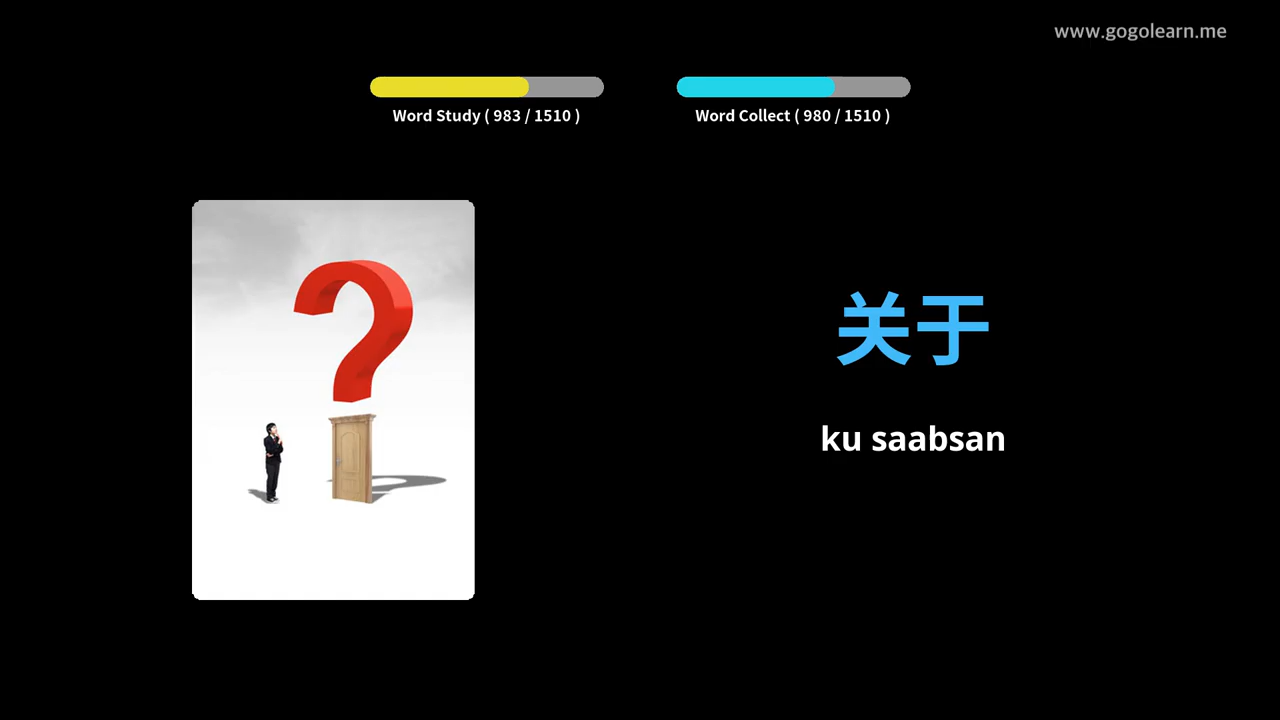 www.gogolearn.me
Word Study ( 983 / 1510 )
Word Collect ( 980 / 1510 )
关于
ku saabsan